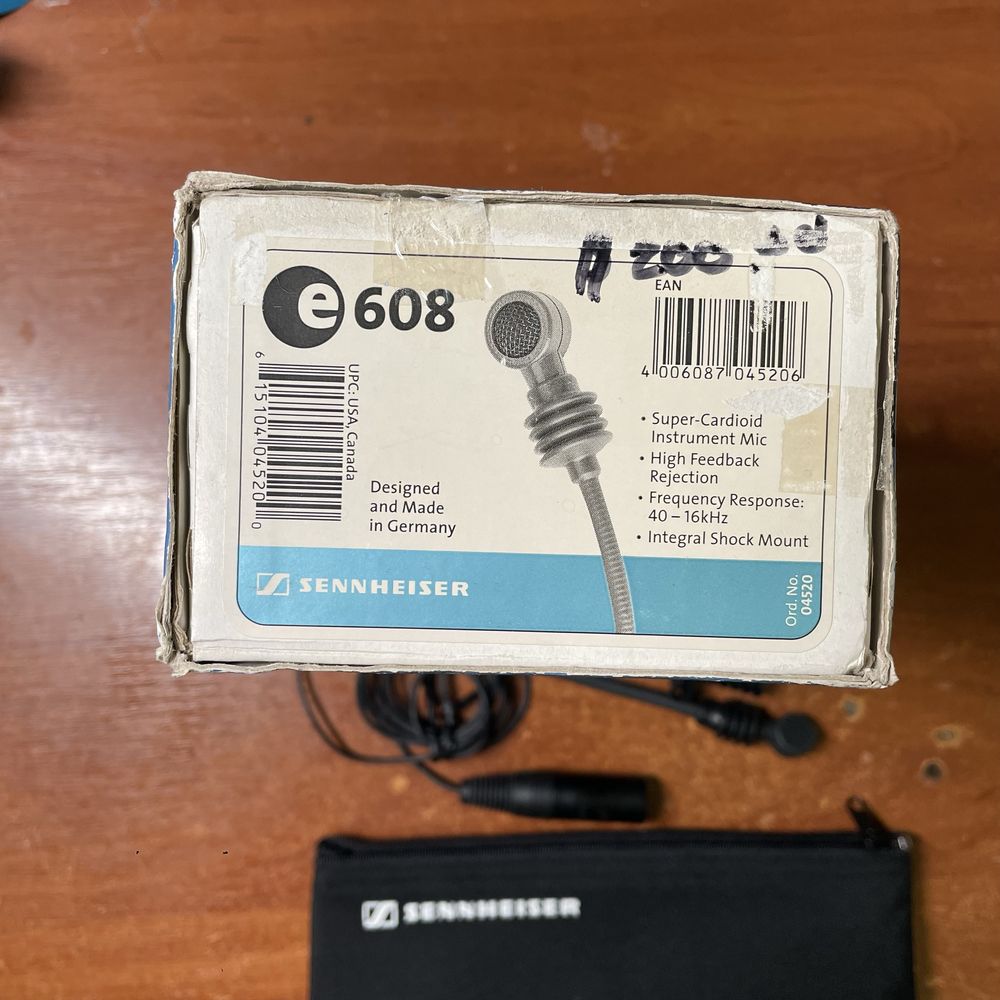 e608
200
EAN
4 006087 045206
6 15104 04520 0
UPC: USA, Canada
• Super-Cardioid
Instrument Mic
• High Feedback
Rejection
• Frequency Response:
40 – 16kHz
• Integral Shock Mount
Designed
and Made
in Germany
SENNHEISER
Ord. No.
04520
SENNHEISER